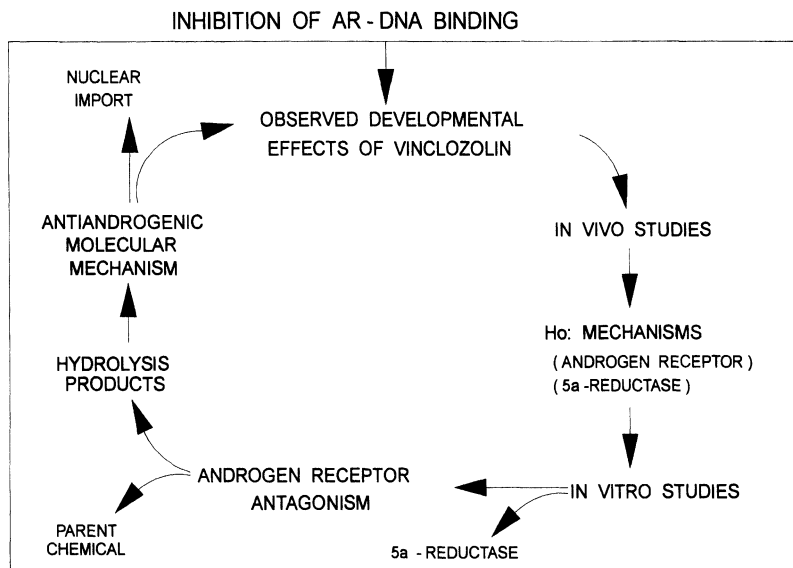 INHIBITION OF AR - DNA BINDING
NUCLEAR
IMPORT
OBSERVED DEVELOPMENTAL
EFFECTS OF VINCLOZOLIN
ANTIANDROGENIC
MOLECULAR
MECHANISM
IN VIVO STUDIES
Ho: MECHANISMS
( ANDROGEN RECEPTOR )
( 5a -REDUCTASE )
HYDROLYSIS
PRODUCTS
ANDROGEN RECEPTOR
ANTAGONISM
IN VITRO STUDIES
PARENT
CHEMICAL
5a - REDUCTASE